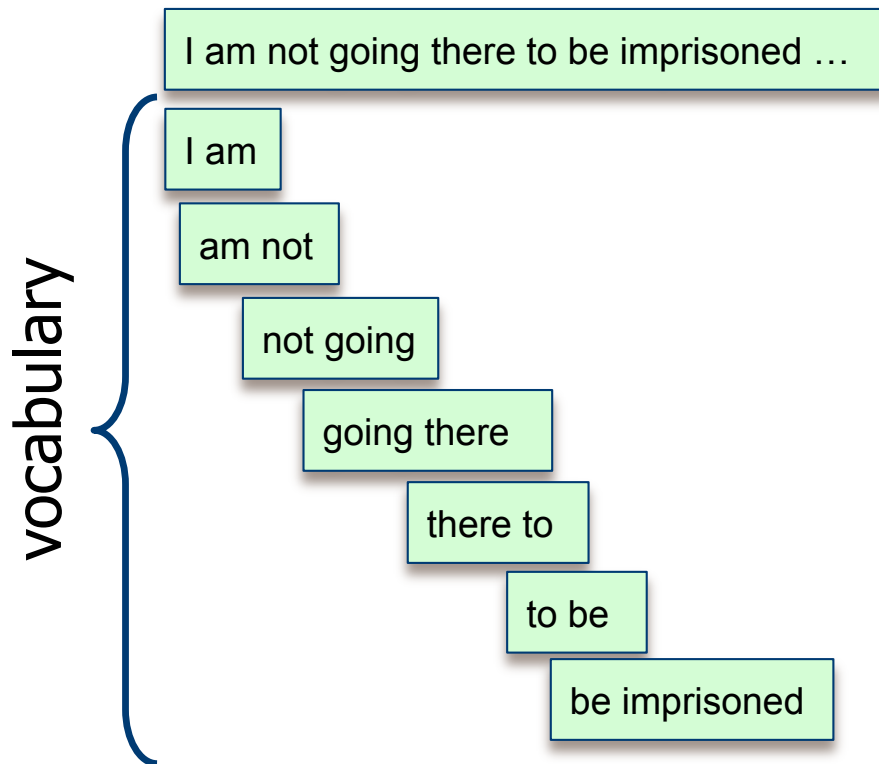 I am not going there to be imprisoned …
I am
am not
not going
going there
there to
to be
be imprisoned
vocabulary